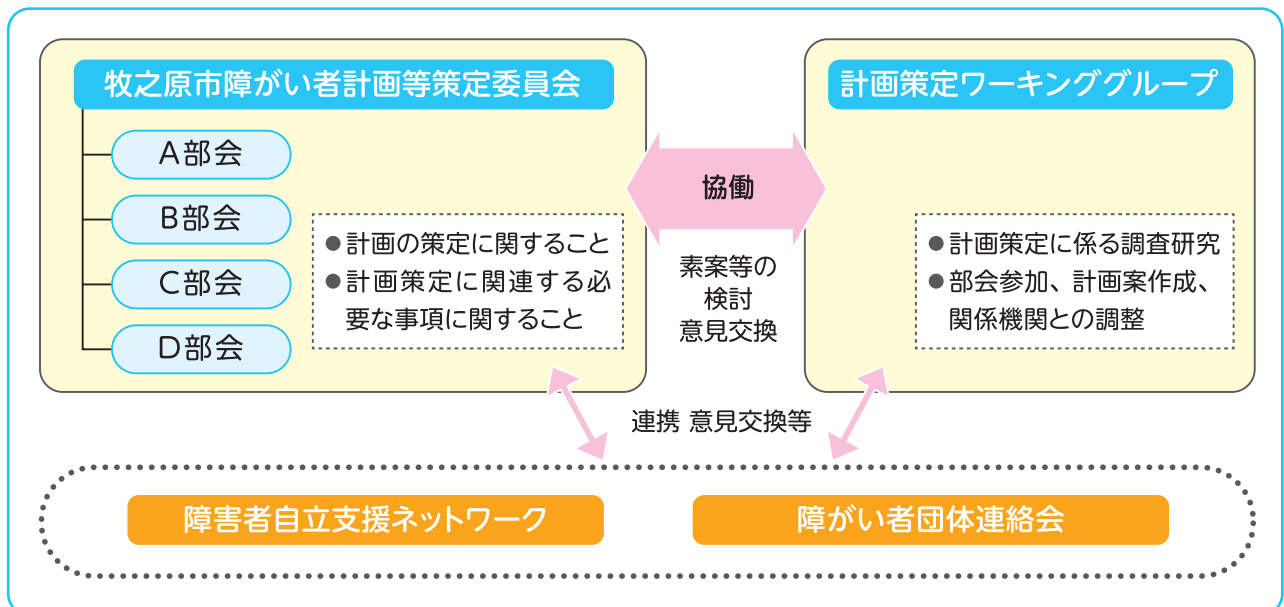 牧之原市障がい者計画等策定委員会
A部会
B部会
C部会
D部会
●計画の策定に関すること
●計画策定に関連する必
要な事項に関すること
協働
素案等の
検討
意見交換
計画策定ワーキンググループ
●計画策定に係る調査研究
●部会参加、計画案作成、
関係機関との調整
連携 意見交換等
障害者自立支援ネットワーク
障がい者団体連絡会